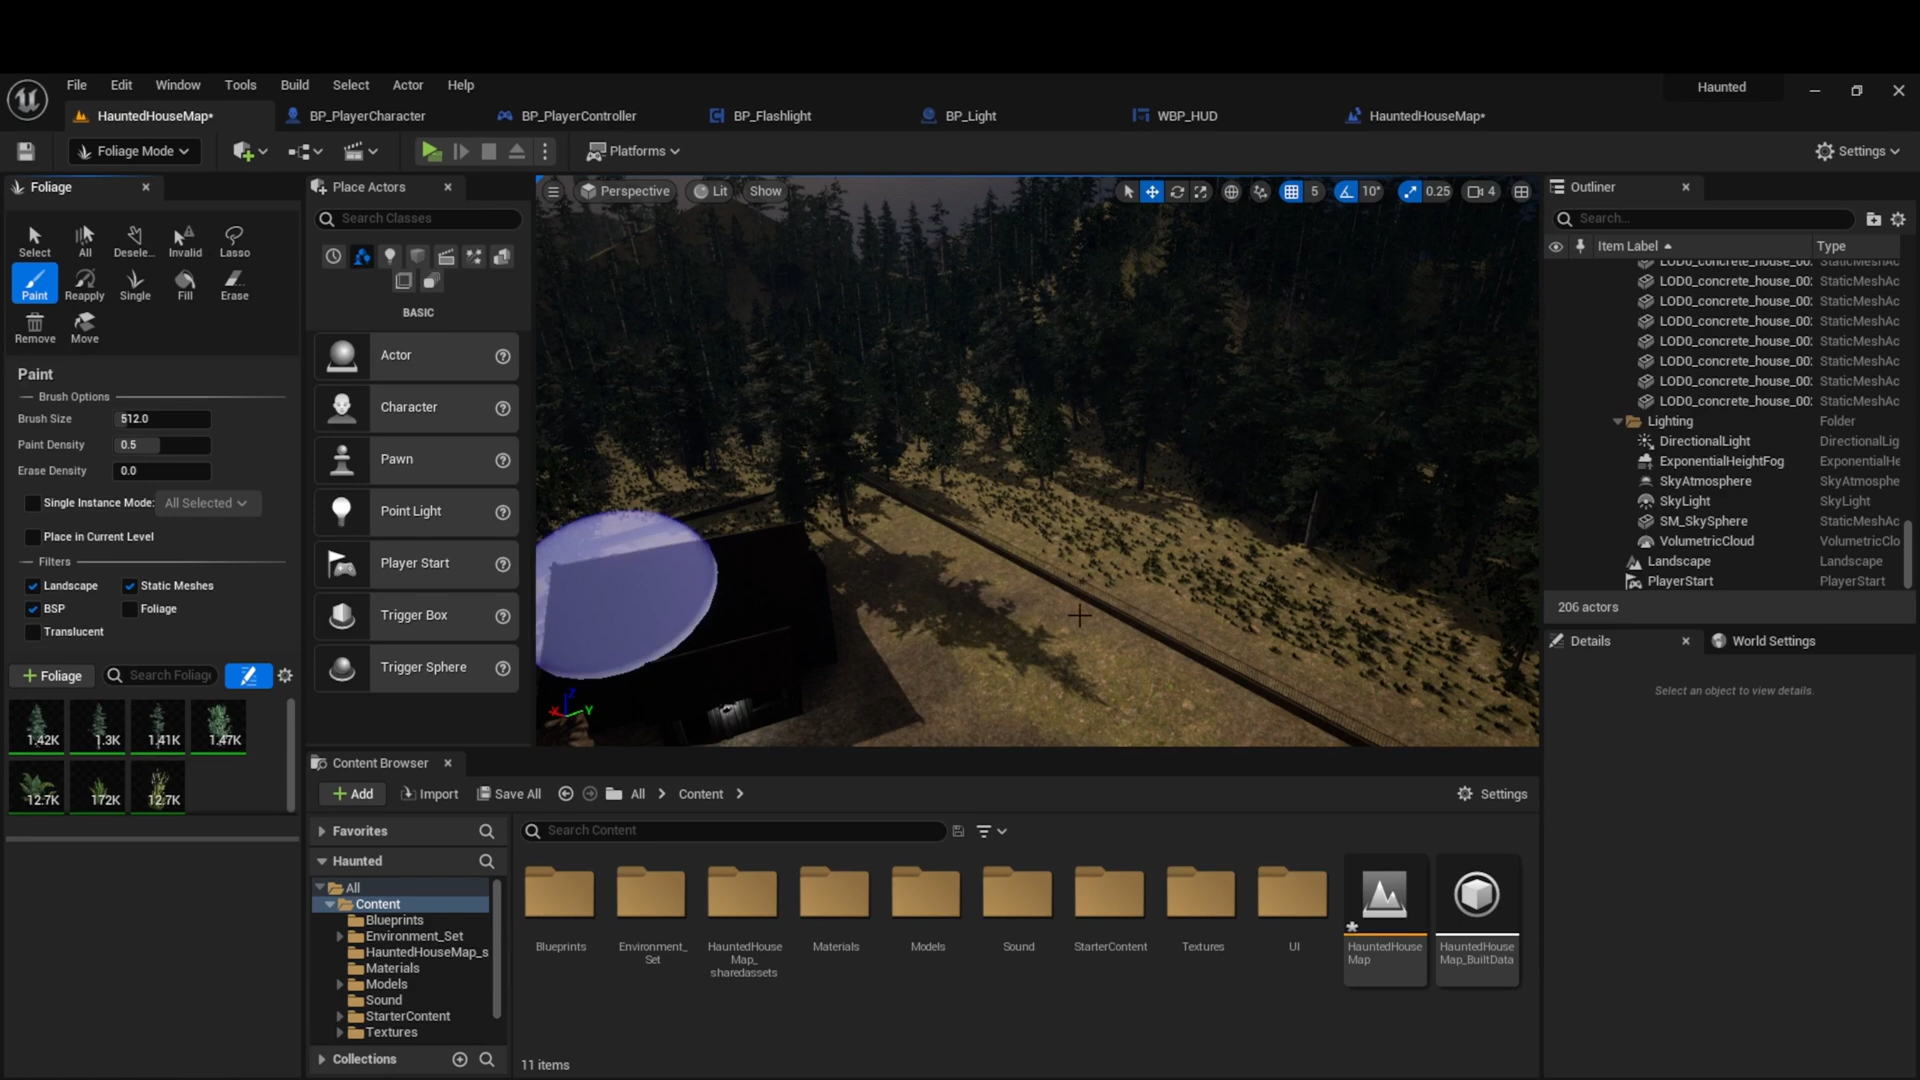 File Edit Window Tools Build Select Actor Help
Haunted
HauntedHouseMap* BP_PlayerCharacter BP_PlayerController BP_Flashlight BP_Light WBP_HUD HauntedHouseMap*
Foliage Mode Platforms Settings
Foliage
Place Actors
Perspective Lit Show 5 10° 0.25 4
Outliner
Search Classes
Search...
Select All Desele... Invalid Lasso
Item Label Type
Paint Reapply Single Fill Erase
Remove Move
BASIC
Actor
Character
Pawn
Point Light
Player Start
Trigger Box
Trigger Sphere
Paint
Brush Options
Brush Size 512.0
Paint Density 0.5
Erase Density 0.0
Single Instance Mode: All Selected
Place in Current Level
Filters
Landscape Static Meshes
BSP Foliage
Translucent
Foliage Search Foliag
1.42K 1.3K 1.41K 1.47K
12.7K 172K 12.7K
X Y Z
LOD0_concrete_house_00: StaticMeshAc
LOD0_concrete_house_00: StaticMeshAc
LOD0_concrete_house_00: StaticMeshAc
LOD0_concrete_house_00: StaticMeshAc
LOD0_concrete_house_00: StaticMeshAc
LOD0_concrete_house_00: StaticMeshAc
LOD0_concrete_house_00: StaticMeshAc
LOD0_concrete_house_00: StaticMeshAc
Lighting Folder
DirectionalLight DirectionalLig
ExponentialHeightFog ExponentialHe
SkyAtmosphere SkyAtmosphe
SkyLight SkyLight
SM_SkySphere StaticMeshAc
VolumetricCloud VolumetricClo
Landscape Landscape
PlayerStart PlayerStart
206 actors
Details World Settings
Select an object to view details.
Content Browser
Add Import Save All All Content Settings
Favorites
Search Content
Haunted
All
Content
Blueprints
Environment_Set
HauntedHouseMap_s
Materials
Models
Sound
StarterContent
Textures
Collections
Blueprints
Environment_
Set
HauntedHouse
Map_
sharedassets
Materials
Models
Sound
StarterContent
Textures
UI
HauntedHouse
Map
HauntedHouse
Map_BuiltData
11 items